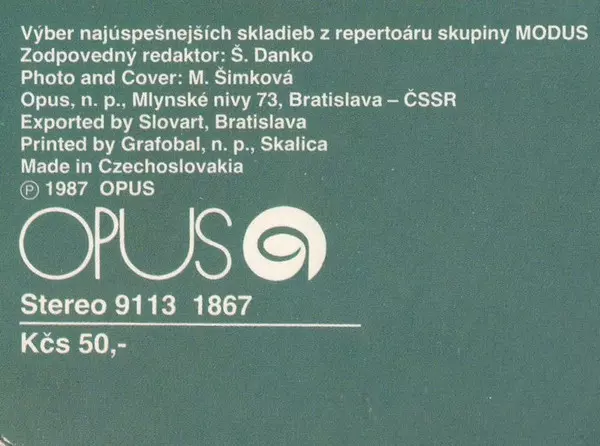 Výber najúspešnejších skladieb z repertoáru skupiny MODUS
Zodpovedný redaktor: Š. Danko
Photo and Cover: M. Šimková
Opus, n. p., Mlynské nivy 73, Bratislava – ČSSR
Exported by Slovart, Bratislava
Printed by Grafobal, n. p., Skalica
Made in Czechoslovakia
℗ 1987 OPUS
OPUS
Stereo 9113 1867
Kčs 50,-